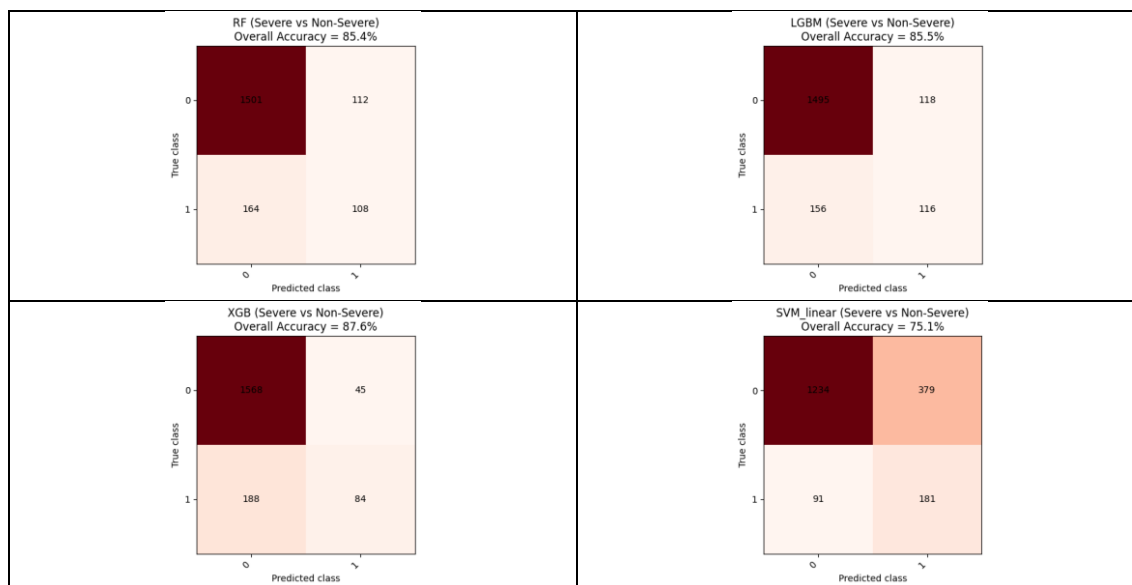 RF (Severe vs Non-Severe)
Overall Accuracy = 85.4%
True class
0
1501
112
1
164
108
0
1
Predicted class
LGBM (Severe vs Non-Severe)
Overall Accuracy = 85.5%
True class
0
1495
118
1
156
116
0
1
Predicted class
XGB (Severe vs Non-Severe)
Overall Accuracy = 87.6%
True class
0
1568
45
1
188
84
0
1
Predicted class
SVM_linear (Severe vs Non-Severe)
Overall Accuracy = 75.1%
True class
0
1234
379
1
91
181
0
1
Predicted class